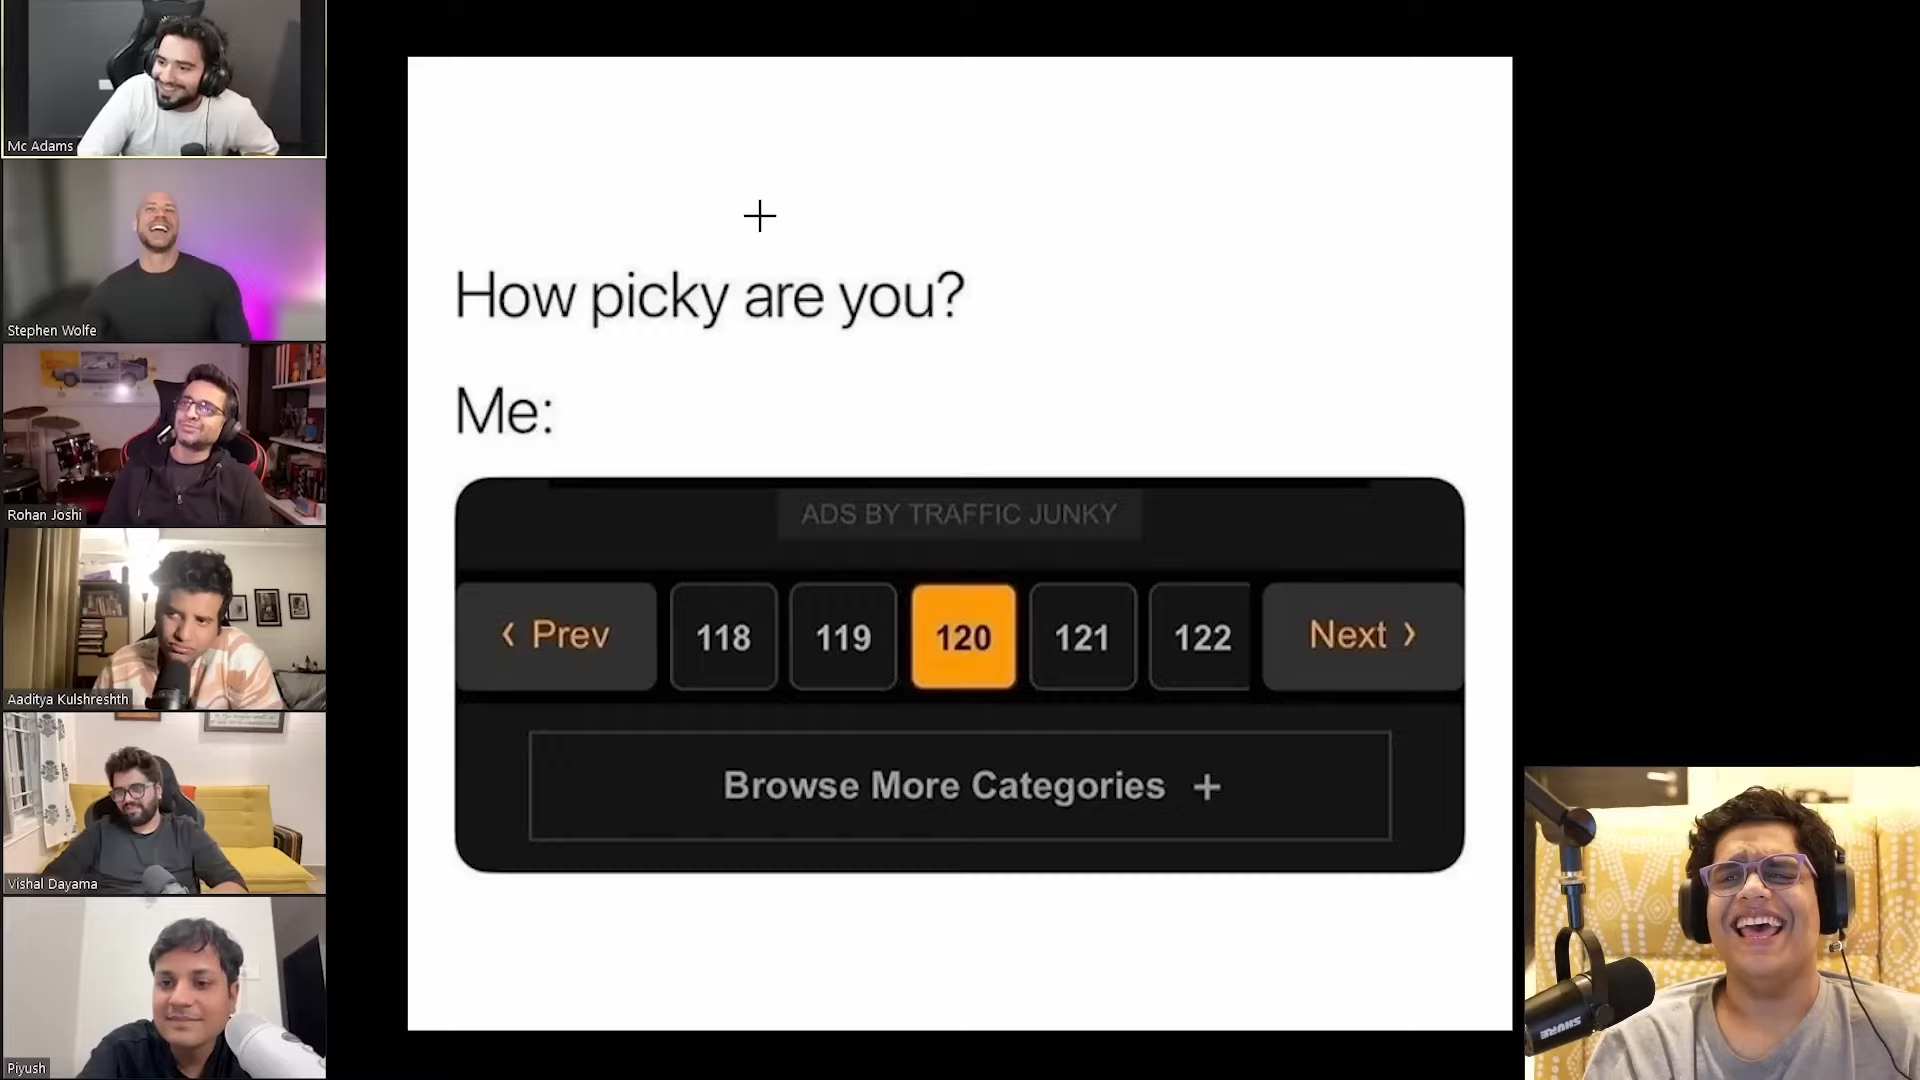 Mc Adams
Stephen Wolfe
Rohan Joshi
Aaditya Kulshreshth
Vishal Dayama
Piyush
How picky are you?
Me:
ADS BY TRAFFIC JUNKY
‹ Prev 118 119 120 121 122 Next ›
Browse More Categories +
SHURE